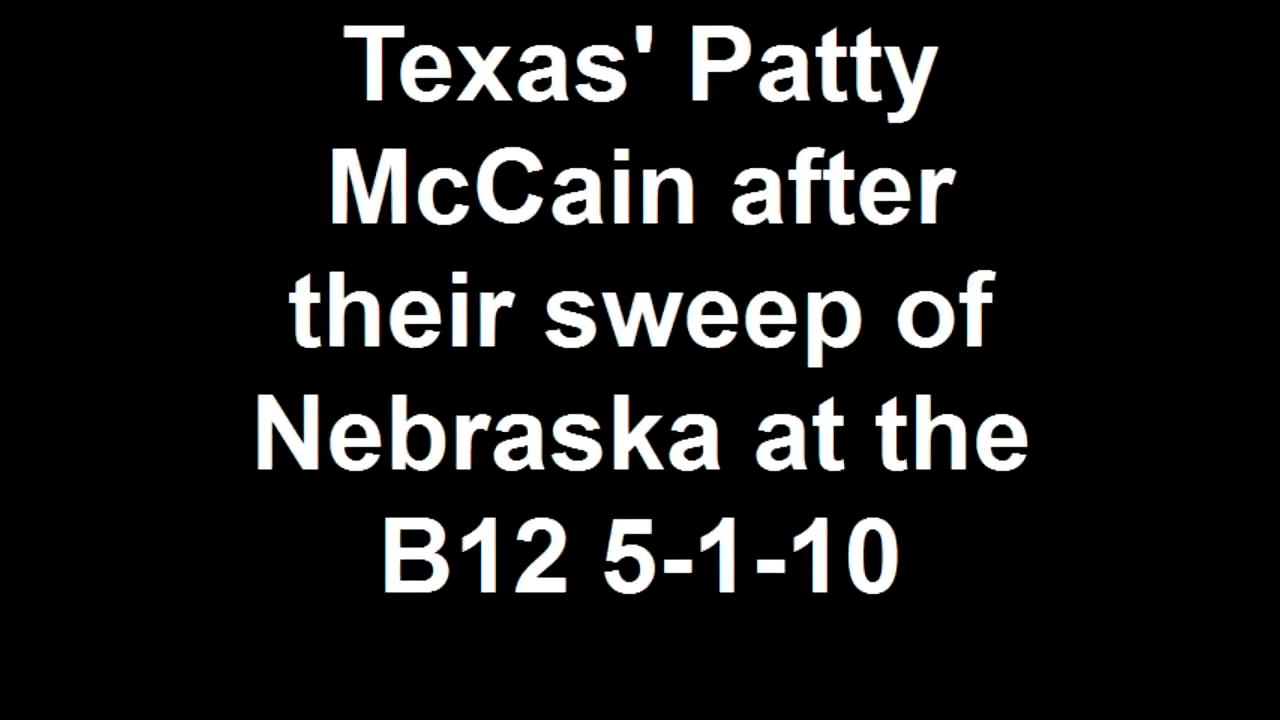 Texas' Patty
McCain after
their sweep of
Nebraska at the
B12 5-1-10